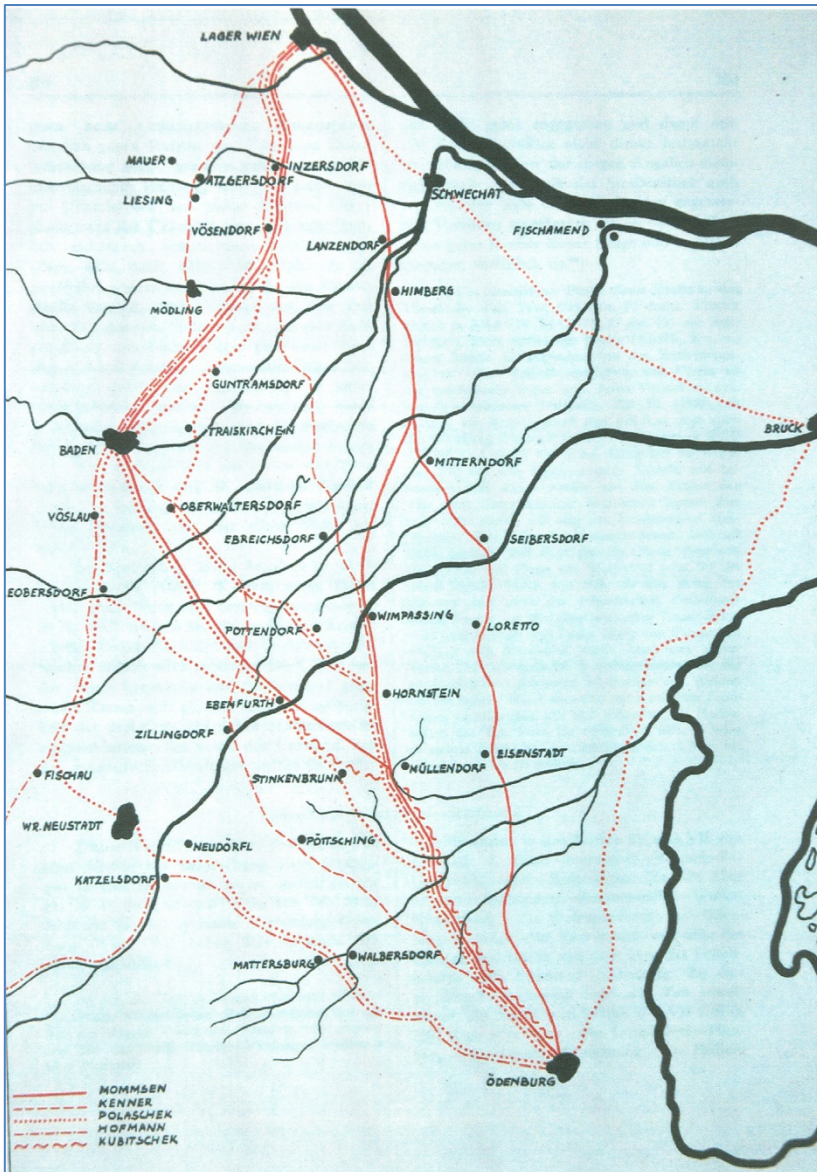 LAGER WIEN
MAUER
ATZGERSDORF
INZERSDORF
LIESING
SCHWECHAT
VÖSENDORF
LANZENDORF
FISCHAMEND
HIMBERG
MÖDLING
GUNTRAMSDORF
TRAISKIRCHEN
BRUCK
BADEN
MITTERNDORF
OBERWALTERSDORF
VÖSLAU
EBREICHSDORF
SEIBERSDORF
EOBERSDORF
WIMPASSING
POTTENDORF
LORETTO
HORNSTEIN
EBENFURTH
ZILLINGDORF
EISENSTADT
MÜLLENDORF
FISCHAU
STINKENBRUNN
WR. NEUSTADT
NEUDÖRFL
PÖTTSCHING
KATZELSDORF
WALBERSDORF
MATTERSBURG
ÖDENBURG
MOMMSEN
KENNER
POLASCHEK
HOFMANN
KUBITSCHEK